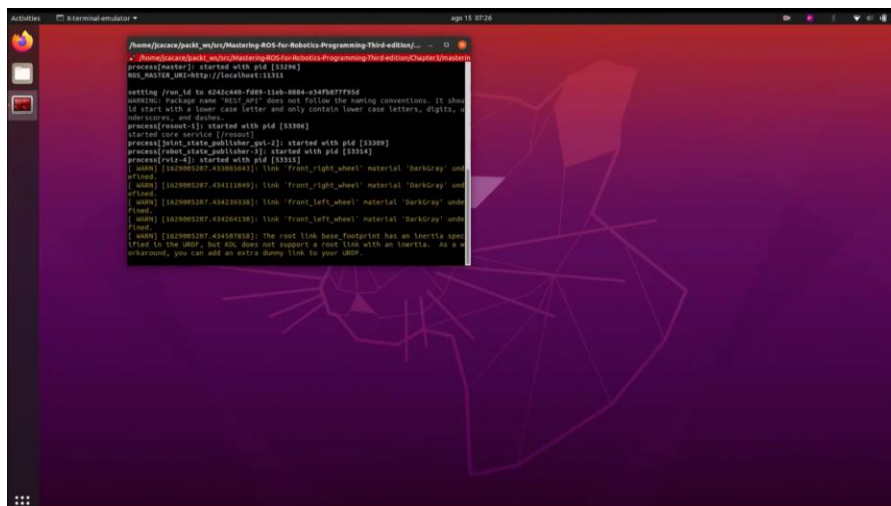 Activities
X-terminal-emulator
ago 15 07:26
/home/jcacace/packt_ws/src/Mastering-ROS-for-Robotics-Programming-Third-edition/...
/home/jcacace/packt_ws/src/Mastering-ROS-for-Robotics-Programming-Third-edition/Chapter3/masterin
process[master]: started with pid [53296]
ROS_MASTER_URI=http://localhost:11311
setting /run_id to 6242c440-fd89-11eb-8884-e34fb877f95d
WARNING: Package name "REST_API" does not follow the naming conventions. It shou
ld start with a lower case letter and only contain lower case letters, digits, u
nderscores, and dashes.
process[rosout-1]: started with pid [53306]
started core service [/rosout]
process[joint_state_publisher_gui-2]: started with pid [53309]
process[robot_state_publisher-3]: started with pid [53314]
process[rviz-4]: started with pid [53315]
[ WARN] [1629005207.433885043]: link 'front_right_wheel' material 'DarkGray' und
efined.
[ WARN] [1629005207.434111849]: link 'front_right_wheel' material 'DarkGray' und
efined.
[ WARN] [1629005207.434239338]: link 'front_left_wheel' material 'DarkGray' unde
fined.
[ WARN] [1629005207.434264130]: link 'front_left_wheel' material 'DarkGray' unde
fined.
[ WARN] [1629005207.434507858]: The root link base_footprint has an inertia spec
ified in the URDF, but KDL does not support a root link with an inertia.  As a w
orkaround, you can add an extra dummy link to your URDF.